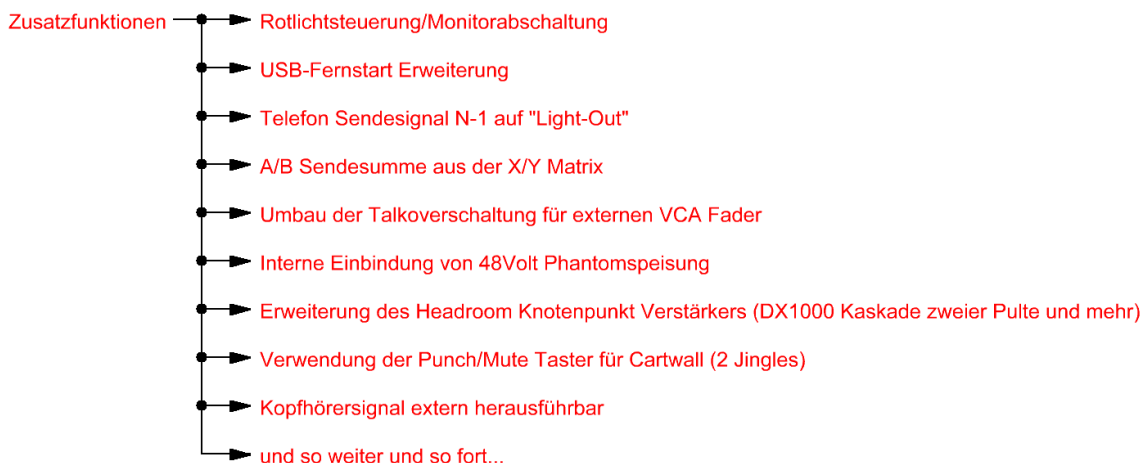 Zusatzfunktionen
Rotlichtsteuerung/Monitorabschaltung
USB-Fernstart Erweiterung
Telefon Sendesignal N-1 auf "Light-Out"
A/B Sendesumme aus der X/Y Matrix
Umbau der Talkoverschaltung für externen VCA Fader
Interne Einbindung von 48Volt Phantomspeisung
Erweiterung des Headroom Knotenpunkt Verstärkers (DX1000 Kaskade zweier Pulte und mehr)
Verwendung der Punch/Mute Taster für Cartwall (2 Jingles)
Kopfhörersignal extern herausführbar
und so weiter und so fort...